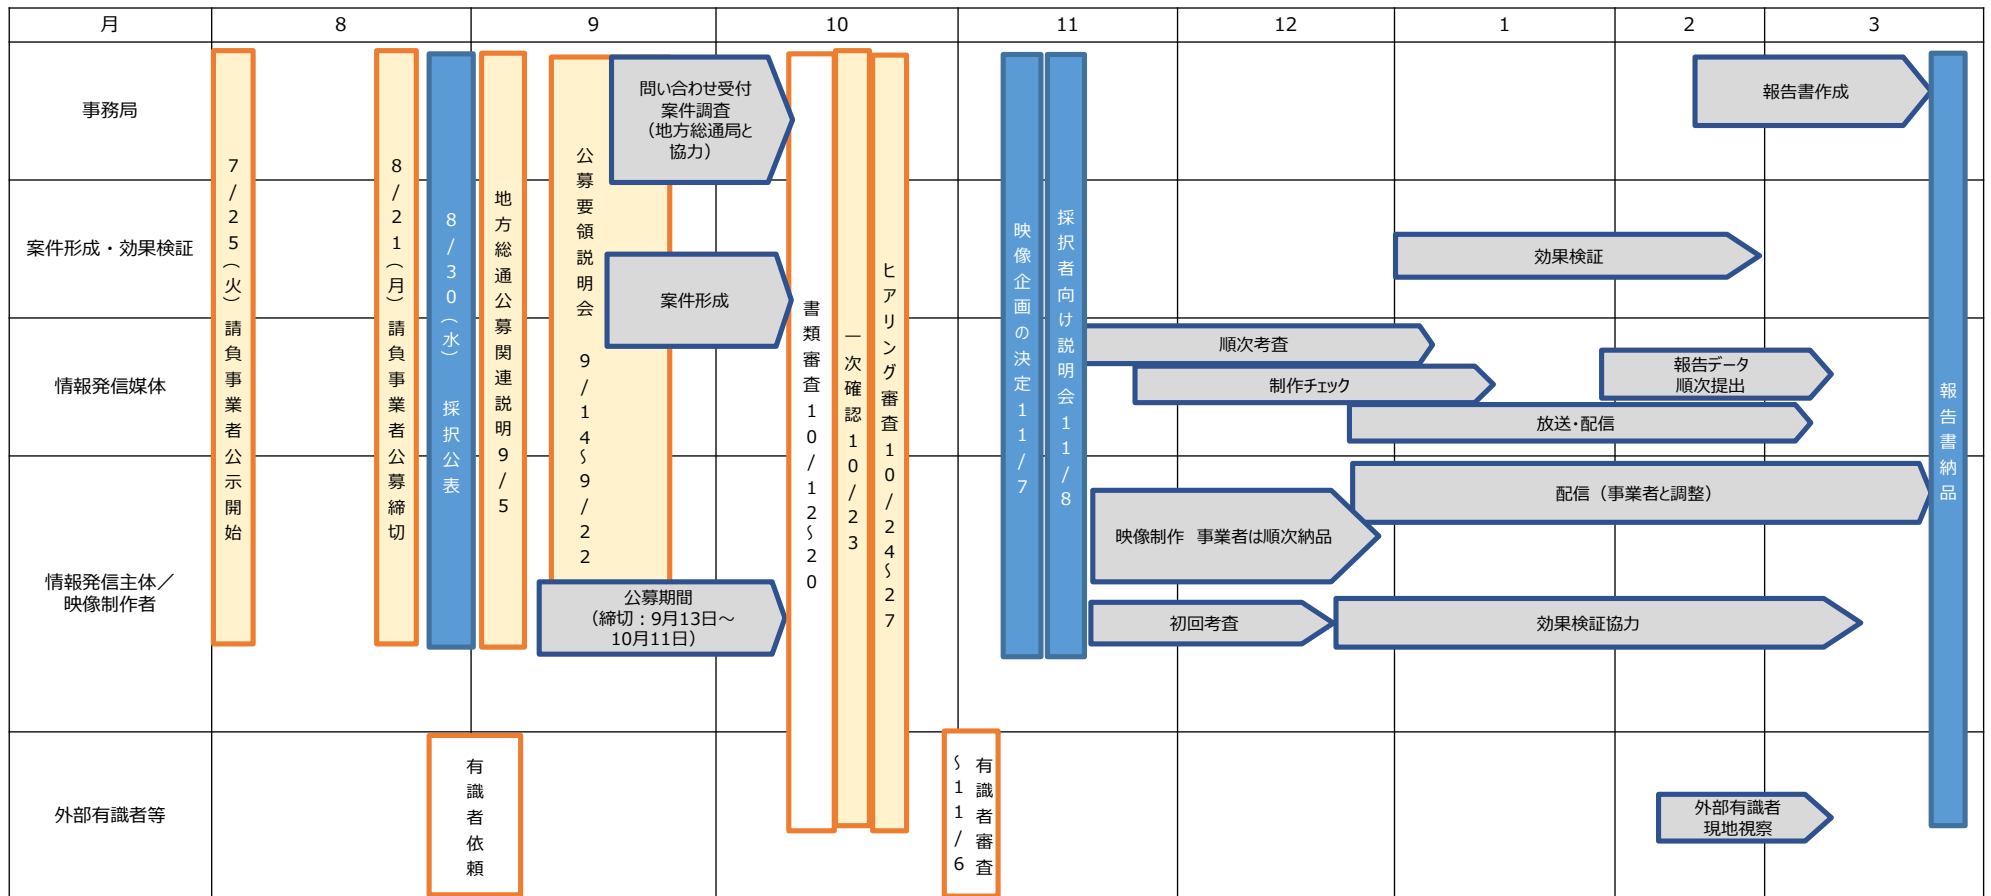 月
8
9
10
11
12
1
2
3
事務局
案件形成・効果検証
情報発信媒体
情報発信主体／
映像制作者
外部有識者等
7/25（火）請負事業者公示開始
8/21（月）請負事業者公募締切
8/30（水） 採択公表
地方総通公募関連説明9/5
公募要領説明会 9/14～9/22
問い合わせ受付
案件調査
（地方総通局と
協力）
案件形成
公募期間
（締切：9月13日～
10月11日）
有識者依頼
書類審査10/12～20
一次確認10/23
ヒアリング審査10/24～27
有識者審査
～11/6
映像企画の決定11/7
採択者向け説明会11/8
順次考査
制作チェック
放送・配信
報告データ
順次提出
効果検証
報告書作成
配信（事業者と調整）
映像制作 事業者は順次納品
初回考査
効果検証協力
外部有識者
現地視察
報告書納品